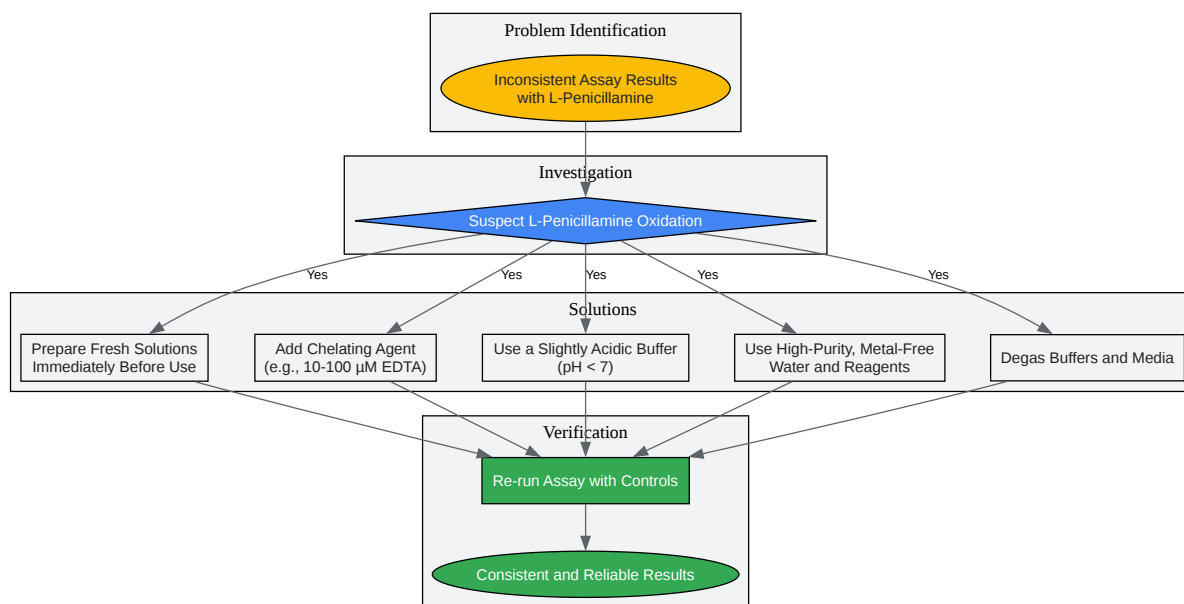 Problem Identification
Inconsistent Assay Results
with L-Penicillamine
Investigation
Suspect L-Penicillamine Oxidation
Yes
Yes
Yes
Yes
Yes
Solutions
Prepare Fresh Solutions
Immediately Before Use
Add Chelating Agent
(e.g., 10-100 µM EDTA)
Use a Slightly Acidic Buffer
(pH < 7)
Use High-Purity, Metal-Free
Water and Reagents
Degas Buffers and Media
Verification
Re-run Assay with Controls
Consistent and Reliable Results